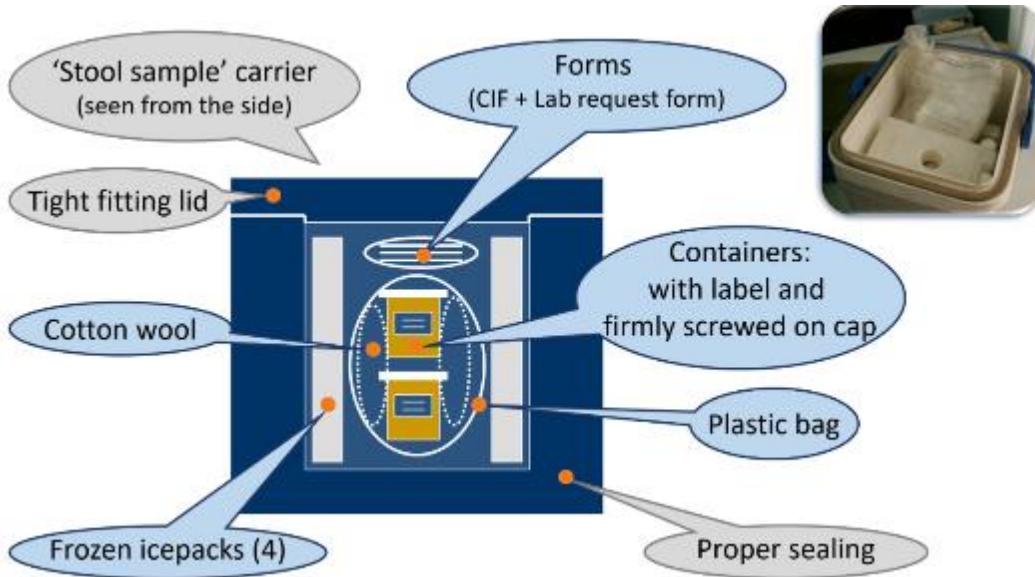 'Stool sample' carrier
(seen from the side)
Forms
(CIF + Lab request form)
Tight fitting lid
Containers:
with label and
firmly screwed on cap
Cotton wool
Plastic bag
Frozen icepacks (4)
Proper sealing